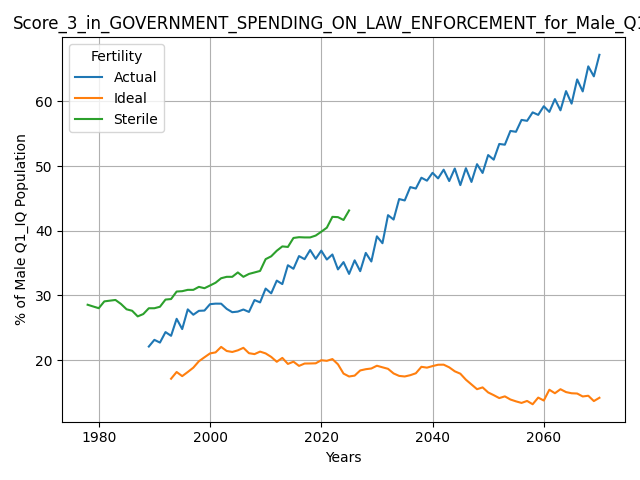 Score_3_in_GOVERNMENT_SPENDING_ON_LAW_ENFORCEMENT_for_Male_Q1
Fertility
Actual
Ideal
Sterile
% of Male Q1_IQ Population
60
50
40
30
20
1980
2000
2020
2040
2060
Years